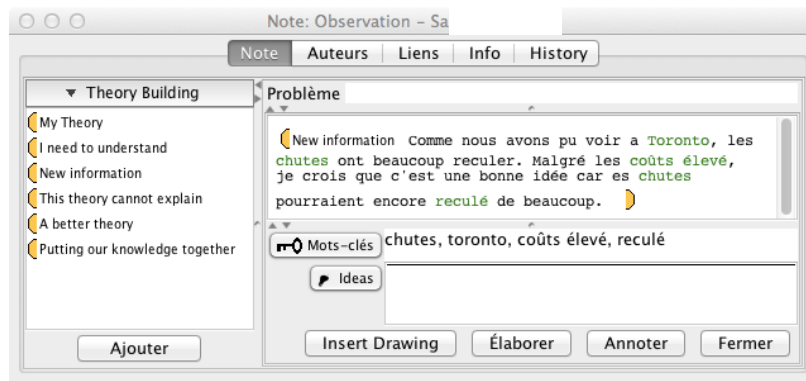 Note: Observation – Sa
Note Auteurs Liens Info History
Theory Building
My Theory
I need to understand
New information
This theory cannot explain
A better theory
Putting our knowledge together
Ajouter
Problème
New information Comme nous avons pu voir a Toronto, les
chutes ont beaucoup reculer. Malgré les coûts élevé,
je crois que c'est une bonne idée car es chutes
pourraient encore reculé de beaucoup.
Mots-clés chutes, toronto, coûts élevé, reculé
Ideas
Insert Drawing Élaborer Annoter Fermer